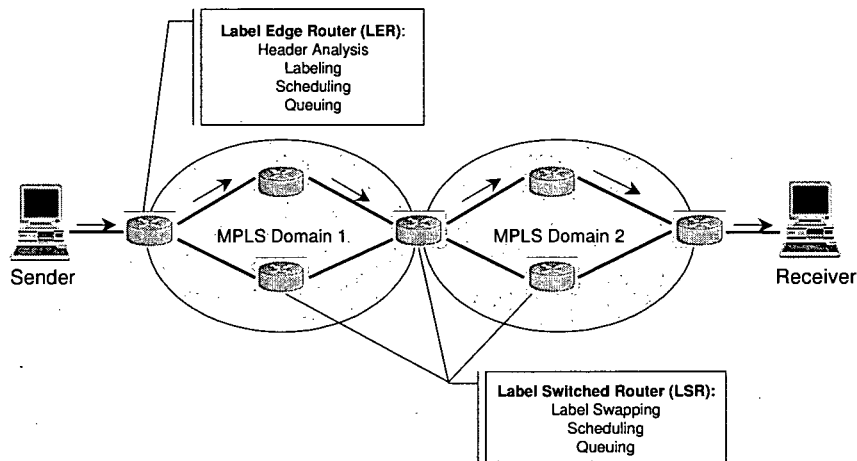 Label Edge Router (LER):
Header Analysis
Labeling
Scheduling
Queuing
MPLS Domain 1
MPLS Domain 2
Sender
Receiver
Label Switched Router (LSR):
Label Swapping
Scheduling
Queuing